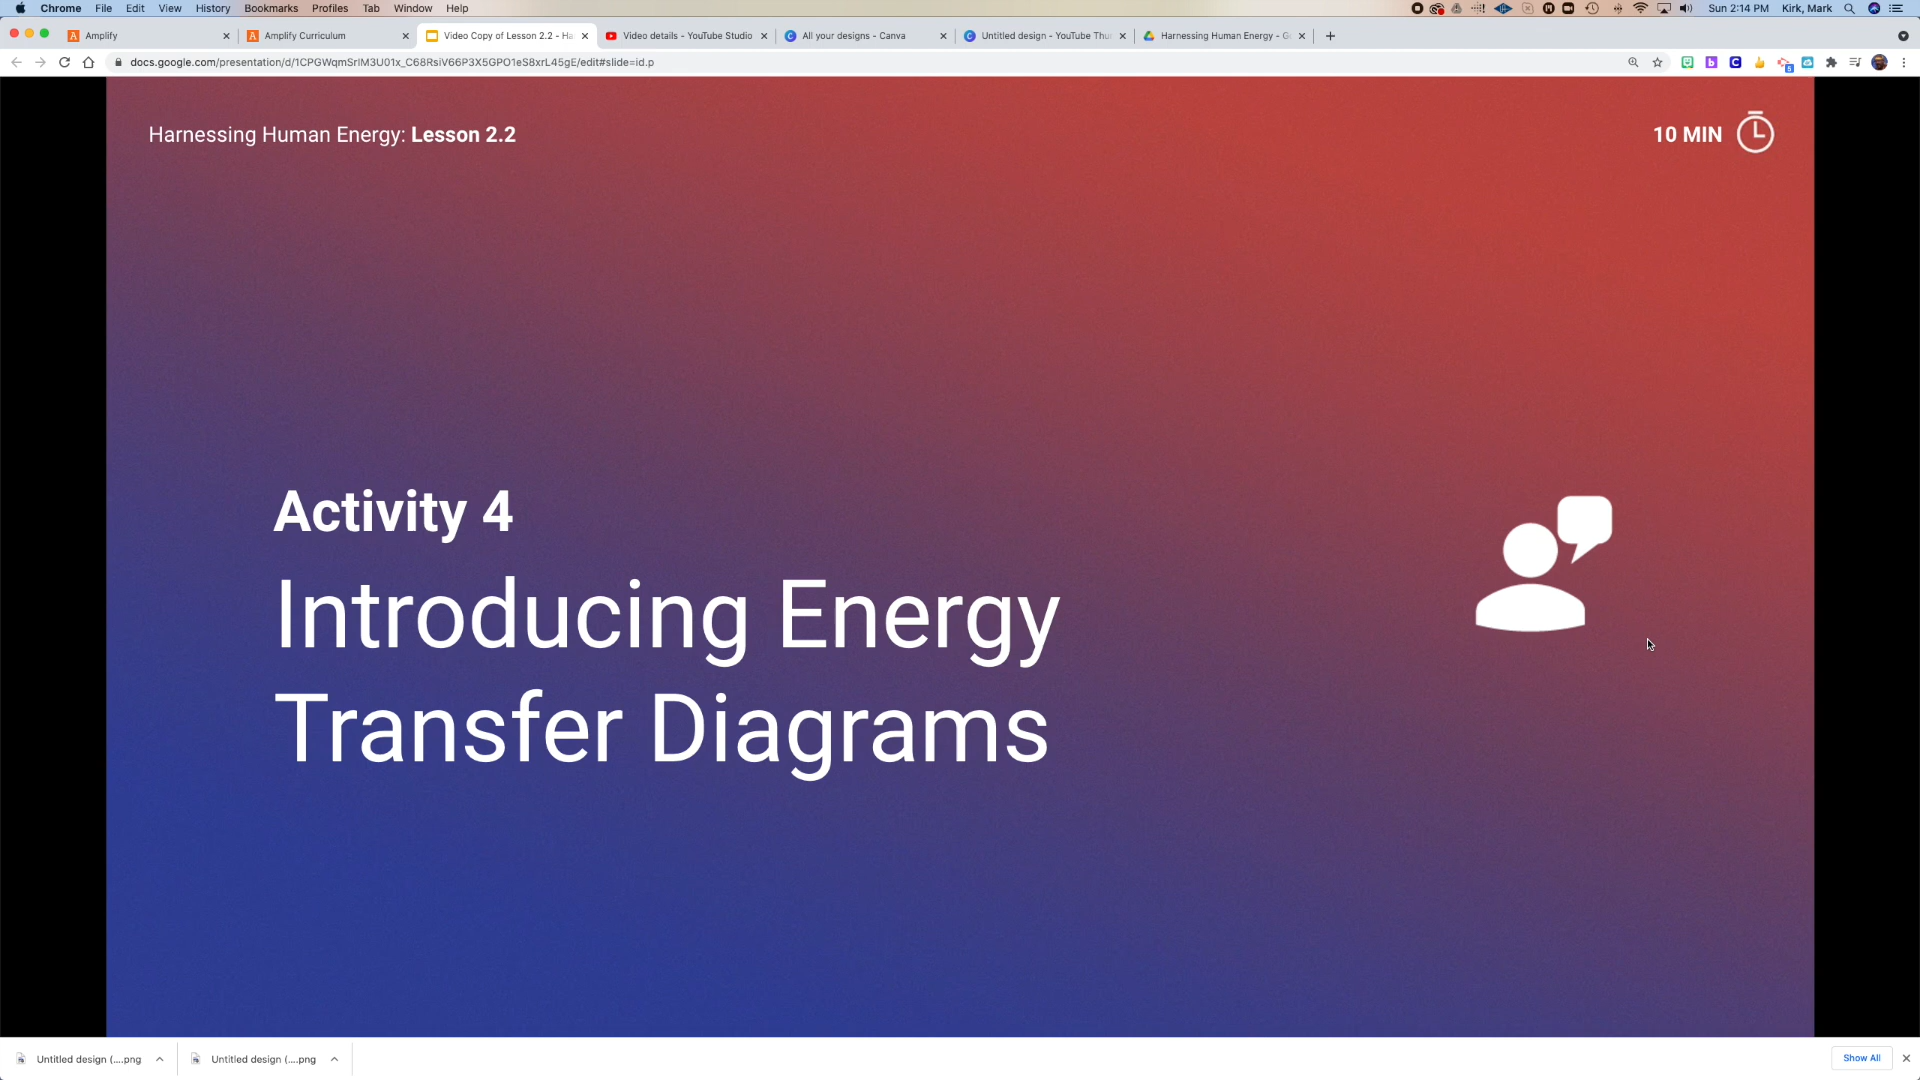 Chrome File Edit View History Bookmarks Profiles Tab Window Help Sun 2:14 PM Kirk, Mark
Amplify Amplify Curriculum Video Copy of Lesson 2.2 - Ha Video details - YouTube Studio All your designs - Canva Untitled design - YouTube Thu Harnessing Human Energy - G
docs.google.com/presentation/d/1CPGWqmSrlM3U01x_C68RsiV66P3X5GPO1eS8xrL45gE/edit#slide=id.p
Harnessing Human Energy: Lesson 2.2
10 MIN
Activity 4
Introducing Energy
Transfer Diagrams
Untitled design (....png Untitled design (....png Show All